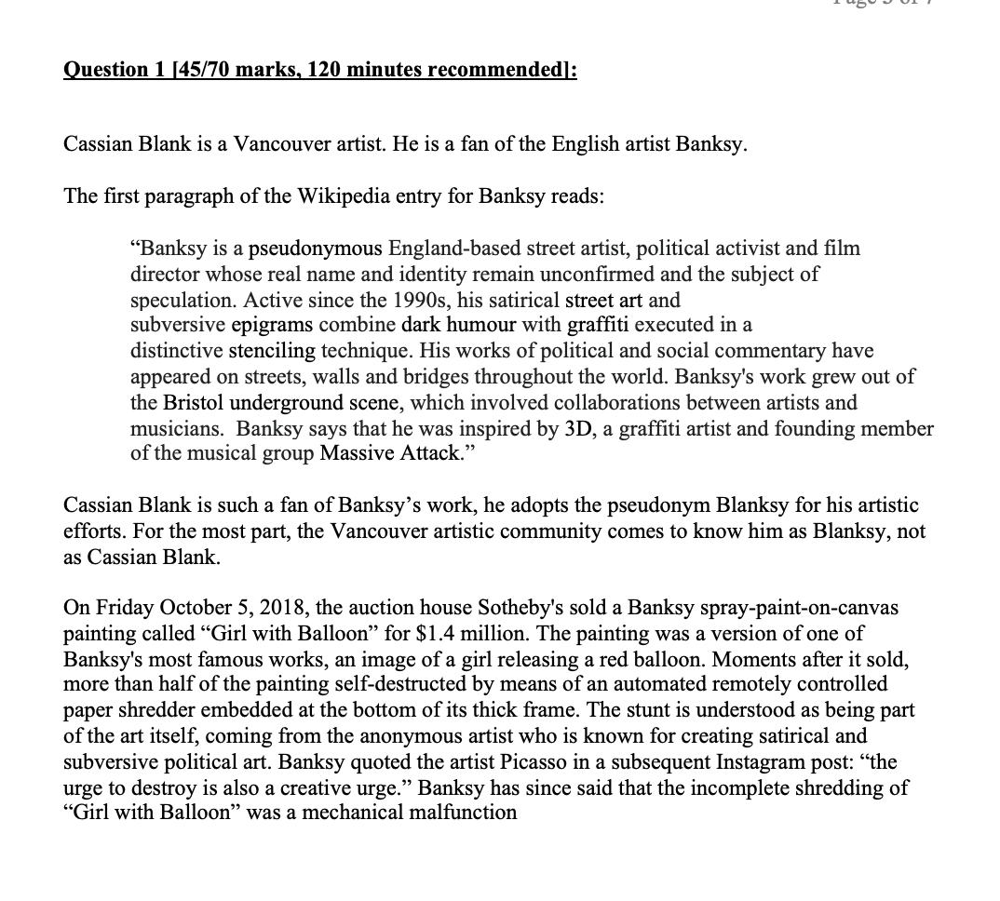 Question 1 [45/70 marks, 120 minutes recommended]:
Cassian Blank is a Vancouver artist. He is a fan of the English artist Banksy.
The first paragraph of the Wikipedia entry for Banksy reads:
“Banksy is a pseudonymous England-based street artist, political activist and film
director whose real name and identity remain unconfirmed and the subject of
speculation. Active since the 1990s, his satirical street art and
subversive epigrams combine dark humour with graffiti executed in a
distinctive stenciling technique. His works of political and social commentary have
appeared on streets, walls and bridges throughout the world. Banksy's work grew out of
the Bristol underground scene, which involved collaborations between artists and
musicians.  Banksy says that he was inspired by 3D, a graffiti artist and founding member
of the musical group Massive Attack.”
Cassian Blank is such a fan of Banksy’s work, he adopts the pseudonym Blanksy for his artistic
efforts. For the most part, the Vancouver artistic community comes to know him as Blanksy, not
as Cassian Blank.
On Friday October 5, 2018, the auction house Sotheby's sold a Banksy spray-paint-on-canvas
painting called “Girl with Balloon” for $1.4 million. The painting was a version of one of
Banksy's most famous works, an image of a girl releasing a red balloon. Moments after it sold,
more than half of the painting self-destructed by means of an automated remotely controlled
paper shredder embedded at the bottom of its thick frame. The stunt is understood as being part
of the art itself, coming from the anonymous artist who is known for creating satirical and
subversive political art. Banksy quoted the artist Picasso in a subsequent Instagram post: “the
urge to destroy is also a creative urge.” Banksy has since said that the incomplete shredding of
“Girl with Balloon” was a mechanical malfunction